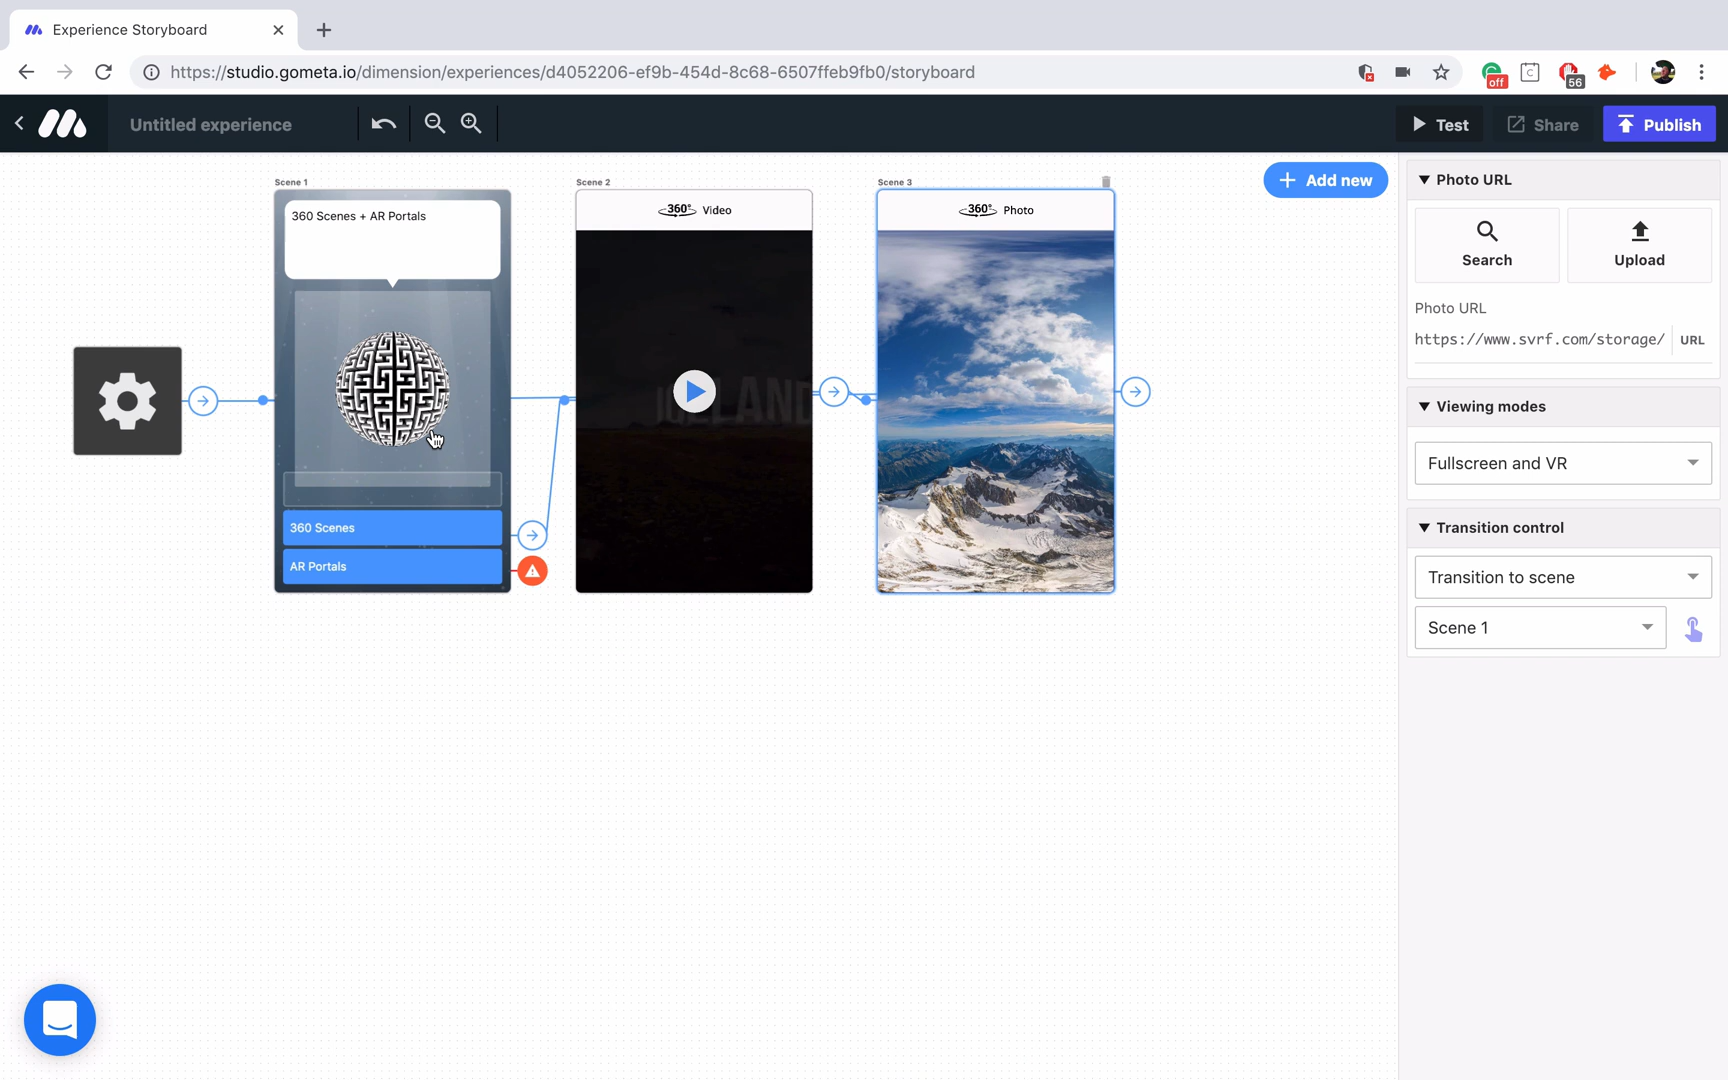 Experience Storyboard
https://studio.gometa.io/dimension/experiences/d4052206-ef9b-454d-8c68-6507ffeb9fb0/storyboard
off
C
56
Untitled experience
Test
Share
Publish
Scene 1
360 Scenes + AR Portals
360 Scenes
AR Portals
Scene 2
360° Video
ICELAND
Scene 3
360° Photo
Add new
Photo URL
Search
Upload
Photo URL
https://www.svrf.com/storage/ URL
Viewing modes
Fullscreen and VR
Transition control
Transition to scene
Scene 1